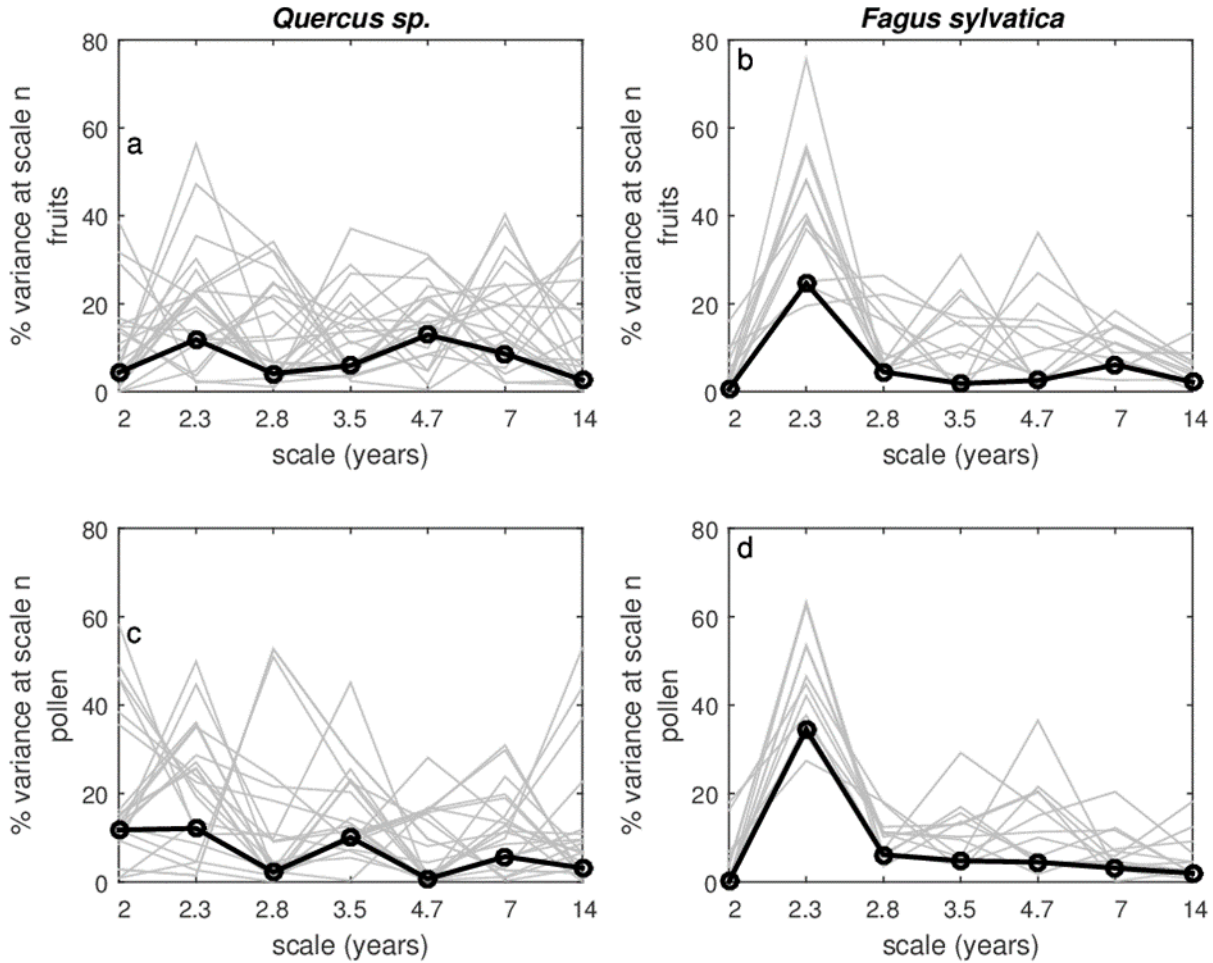 Quercus sp.
Fagus sylvatica
% variance at scale n
fruits
80
60
40
20
0
a
2 2.3 2.8 3.5 4.7 7 14
scale (years)
% variance at scale n
fruits
80
60
40
20
0
b
2 2.3 2.8 3.5 4.7 7 14
scale (years)
% variance at scale n
pollen
80
60
40
20
0
c
2 2.3 2.8 3.5 4.7 7 14
scale (years)
% variance at scale n
pollen
80
60
40
20
0
d
2 2.3 2.8 3.5 4.7 7 14
scale (years)